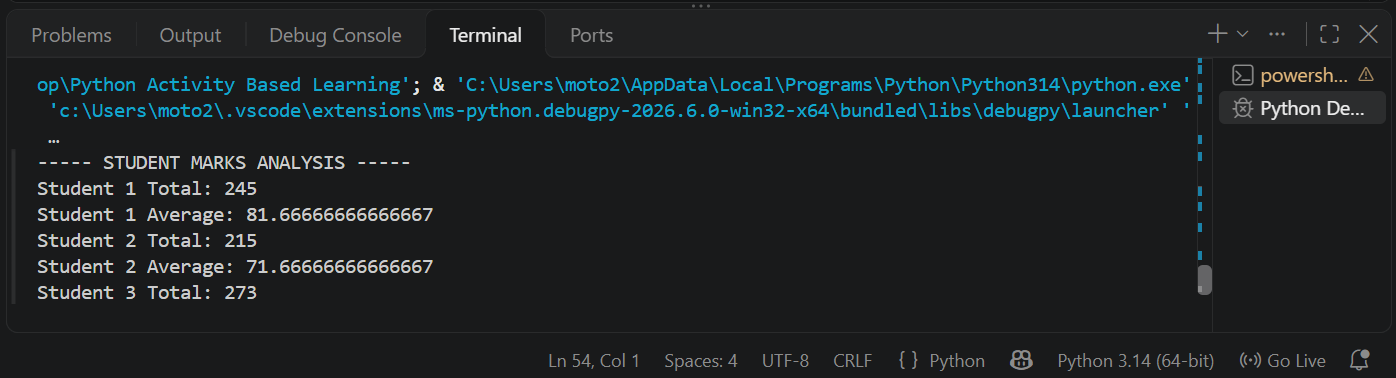 Problems Output Debug Console Terminal Ports
op\Python Activity Based Learning'; & 'C:\Users\moto2\AppData\Local\Programs\Python\Python314\python.exe'
'c:\Users\moto2\.vscode\extensions\ms-python.debugpy-2026.6.0-win32-x64\bundled\libs\debugpy\launcher' '
…
----- STUDENT MARKS ANALYSIS -----
Student 1 Total: 245
Student 1 Average: 81.66666666666667
Student 2 Total: 215
Student 2 Average: 71.66666666666667
Student 3 Total: 273
powersh...
Python De...
Ln 54, Col 1 Spaces: 4 UTF-8 CRLF { } Python Python 3.14 (64-bit) Go Live